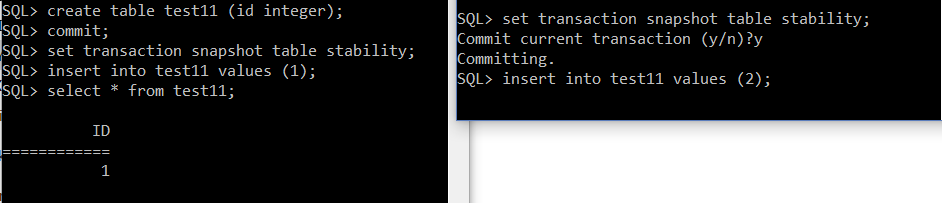 SQL> create table test11 (id integer);
SQL> commit;
SQL> set transaction snapshot table stability;
SQL> insert into test11 values (1);
SQL> select * from test11;
ID
============
1
SQL> set transaction snapshot table stability;
Commit current transaction (y/n)?y
Committing.
SQL> insert into test11 values (2);